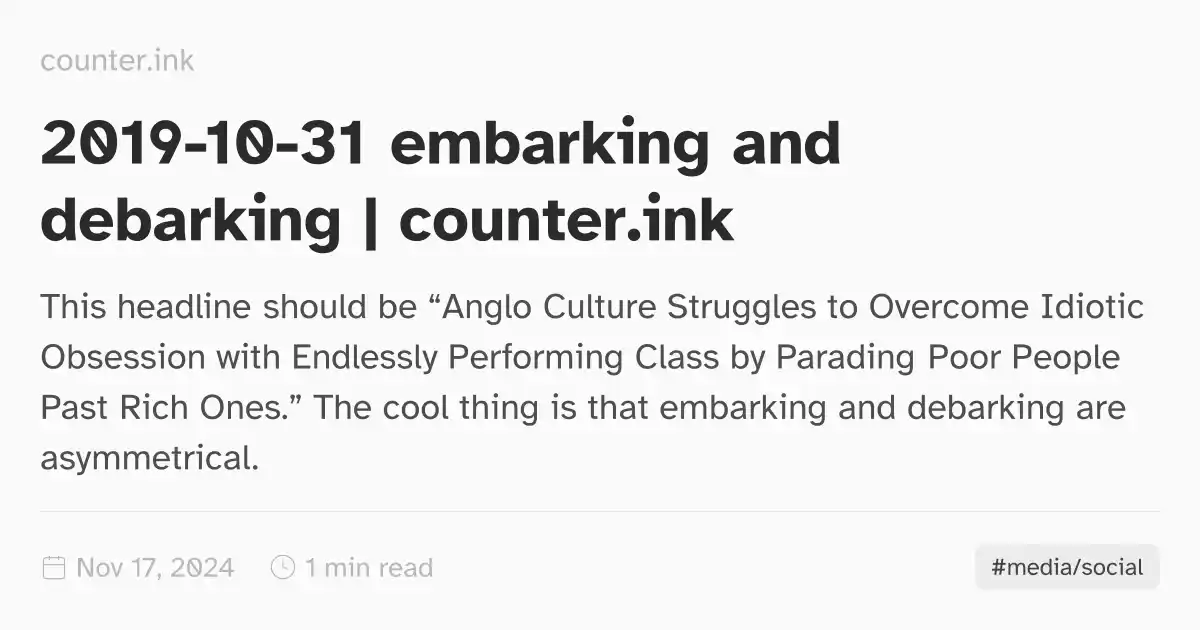 counter.ink
2019-10-31 embarking and
debarking | counter.ink
This headline should be “Anglo Culture Struggles to Overcome Idiotic
Obsession with Endlessly Performing Class by Parading Poor People
Past Rich Ones.” The cool thing is that embarking and debarking are
asymmetrical.
Nov 17, 2024 1 min read #media/social